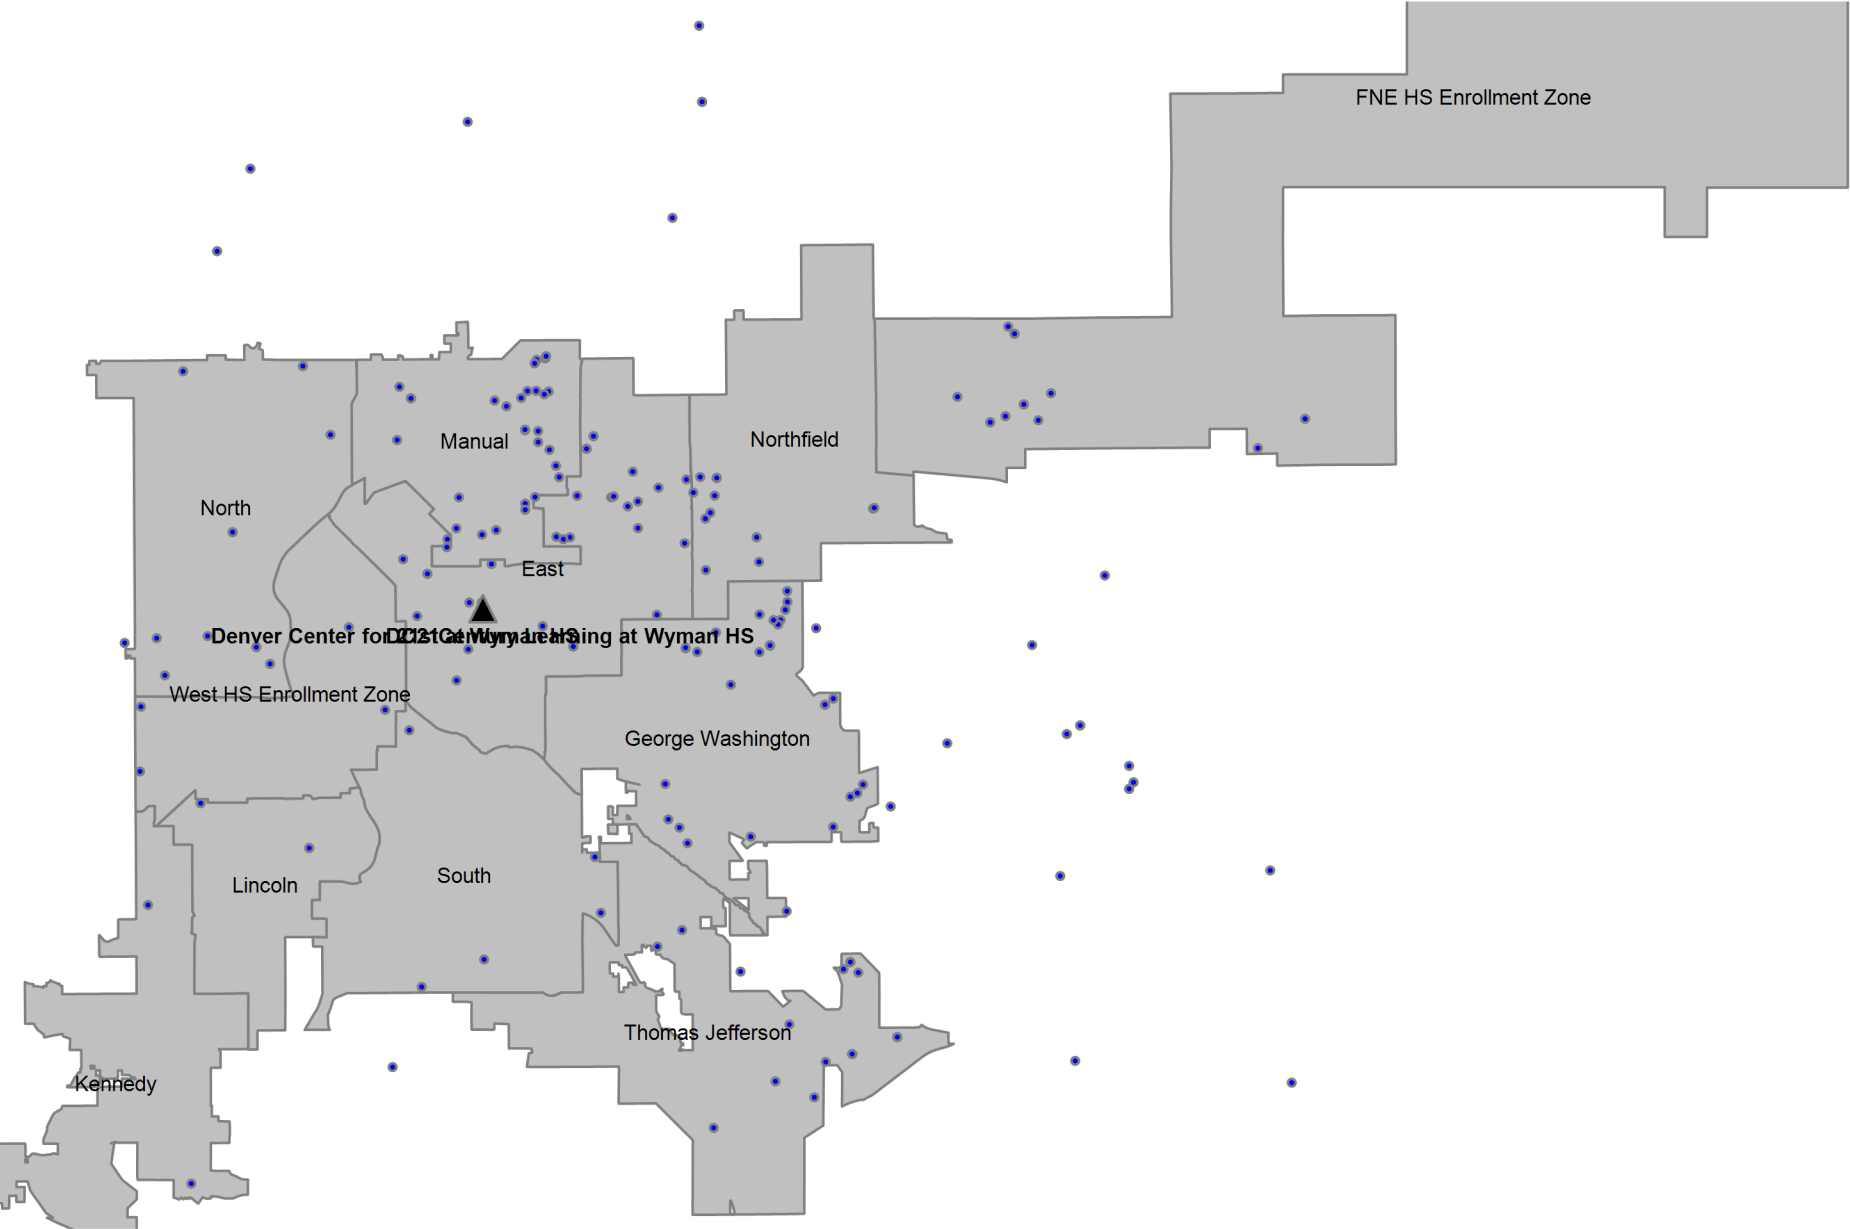 FNE HS Enrollment Zone
Northfield
Manual
North
East
Denver Center for 21st Century Learning at Wyman HS
DC21 at Wyman HS
West HS Enrollment Zone
George Washington
South
Lincoln
Thomas Jefferson
Kennedy